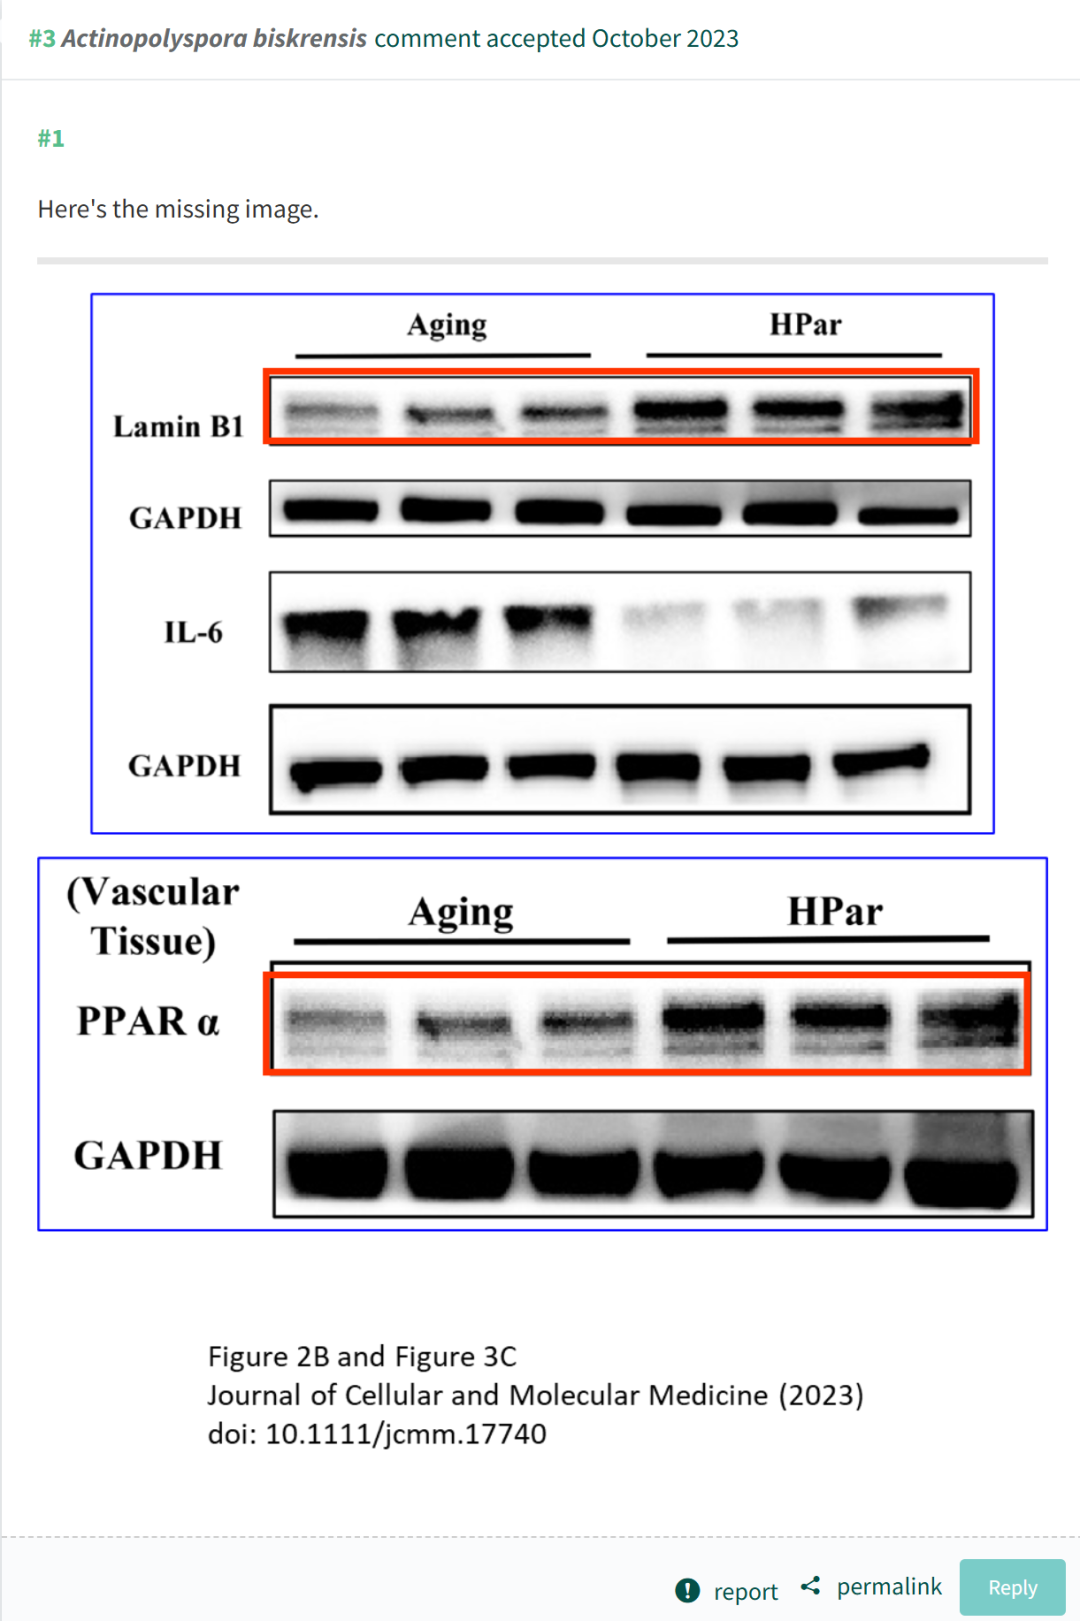 #3 Actinopolyspora biskrensis comment accepted October 2023
#1
Here's the missing image.
Aging HPar
Lamin B1
GAPDH
IL-6
GAPDH
(Vascular
Tissue)
Aging HPar
PPAR α
GAPDH
Figure 2B and Figure 3C
Journal of Cellular and Molecular Medicine (2023)
doi: 10.1111/jcmm.17740
report permalink Reply